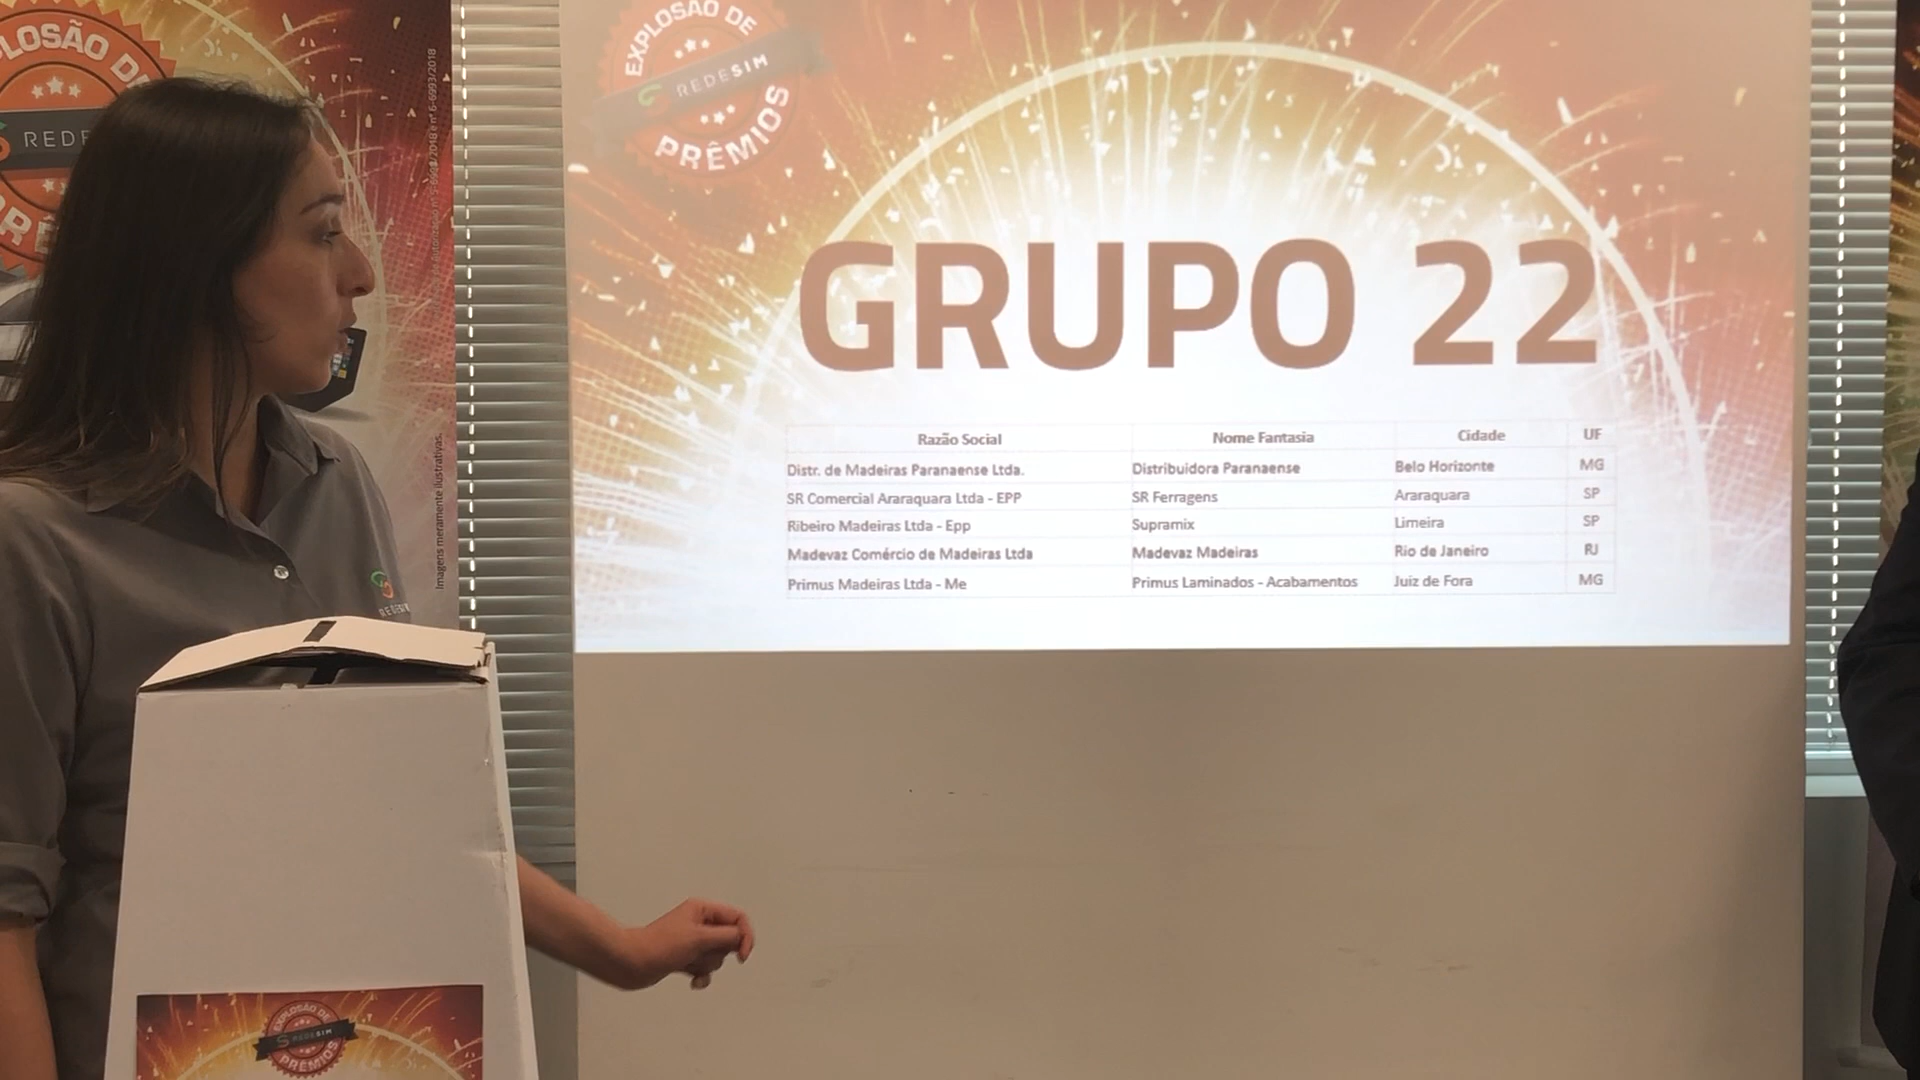 EXPLOSÃO DE
REDESIM
PRÊMIOS
GRUPO 22
Razão Social Nome Fantasia Cidade UF
Distr. de Madeiras Paranaense Ltda. Distribuidora Paranaense Belo Horizonte MG
SR Comercial Araraquara Ltda - EPP SR Ferragens Araraquara SP
Ribeiro Madeiras Ltda - Epp Supramix Limeira SP
Madevaz Comércio de Madeiras Ltda Madevaz Madeiras Rio de Janeiro RJ
Primus Madeiras Ltda - Me Primus Laminados - Acabamentos Juiz de Fora MG
LOSÃO D
REDE
PRÊ
Imagens meramente ilustrativas.
EXPLOSÃO DE
REDESIM
PRÊMIOS